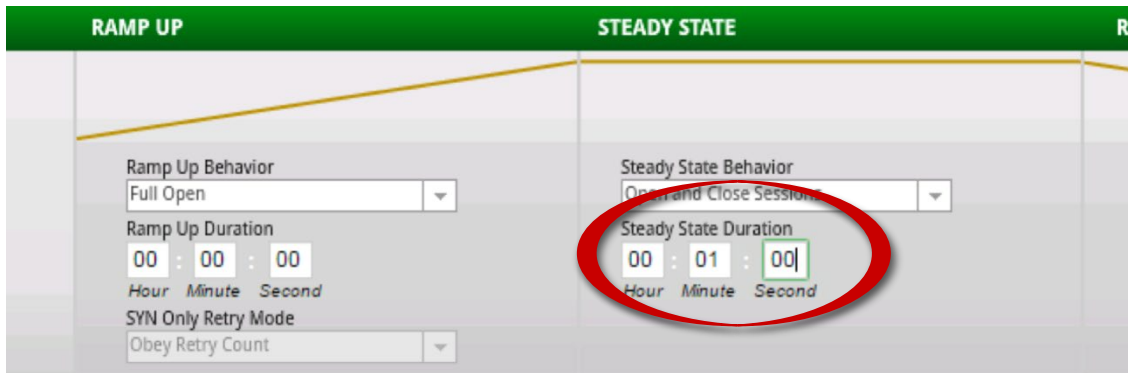 RAMP UP
STEADY STATE
R
Ramp Up Behavior
Full Open
Ramp Up Duration
00 : 00 : 00
Hour Minute Second
SYN Only Retry Mode
Obey Retry Count
Steady State Behavior
Open and Close Sessions
Steady State Duration
00 : 01 : 00
Hour Minute Second